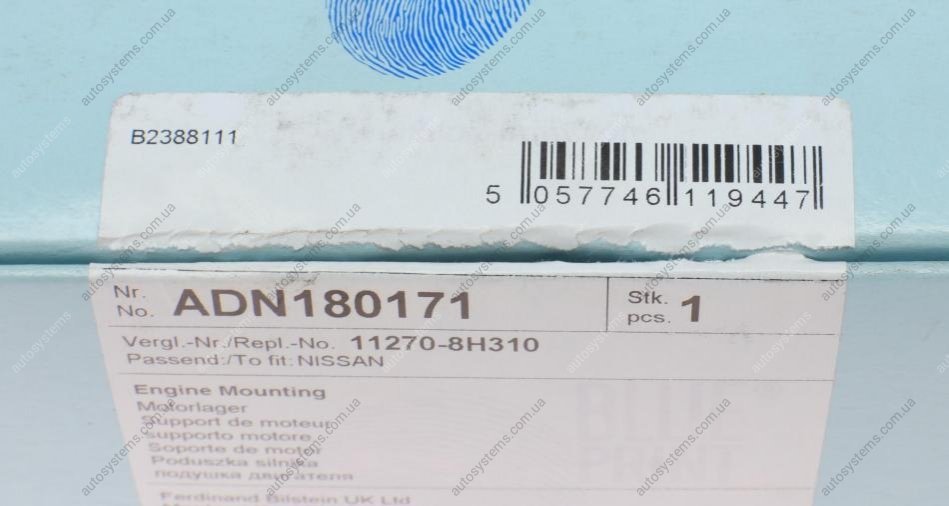 B2388111
5 057746 119447
Nr.
No. ADN180171
Stk.
pcs. 1
Vergl.-Nr./Repl.-No. 11270-8H310
Passend:/To fit: NISSAN
Engine Mounting
Motorlager
Support de moteur
supporto motore
Soporte de motor
Poduszka silnika
подушка двигателя
Ferdinand Bilstein UK Ltd
autosystems.com.ua